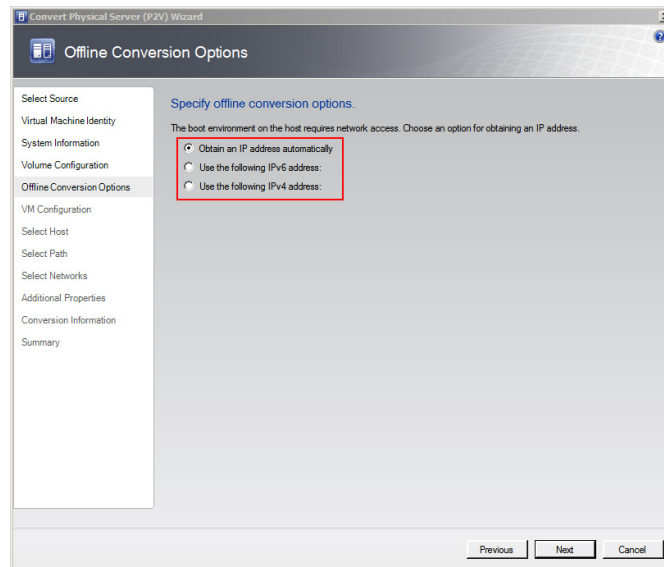 Convert Physical Server (P2V) Wizard
Offline Conversion Options
Select Source
Virtual Machine Identity
System Information
Volume Configuration
Offline Conversion Options
VM Configuration
Select Host
Select Path
Select Networks
Additional Properties
Conversion Information
Summary
Specify offline conversion options.
The boot environment on the host requires network access. Choose an option for obtaining an IP address.
Obtain an IP address automatically
Use the following IPv6 address:
Use the following IPv4 address:
Previous
Next
Cancel